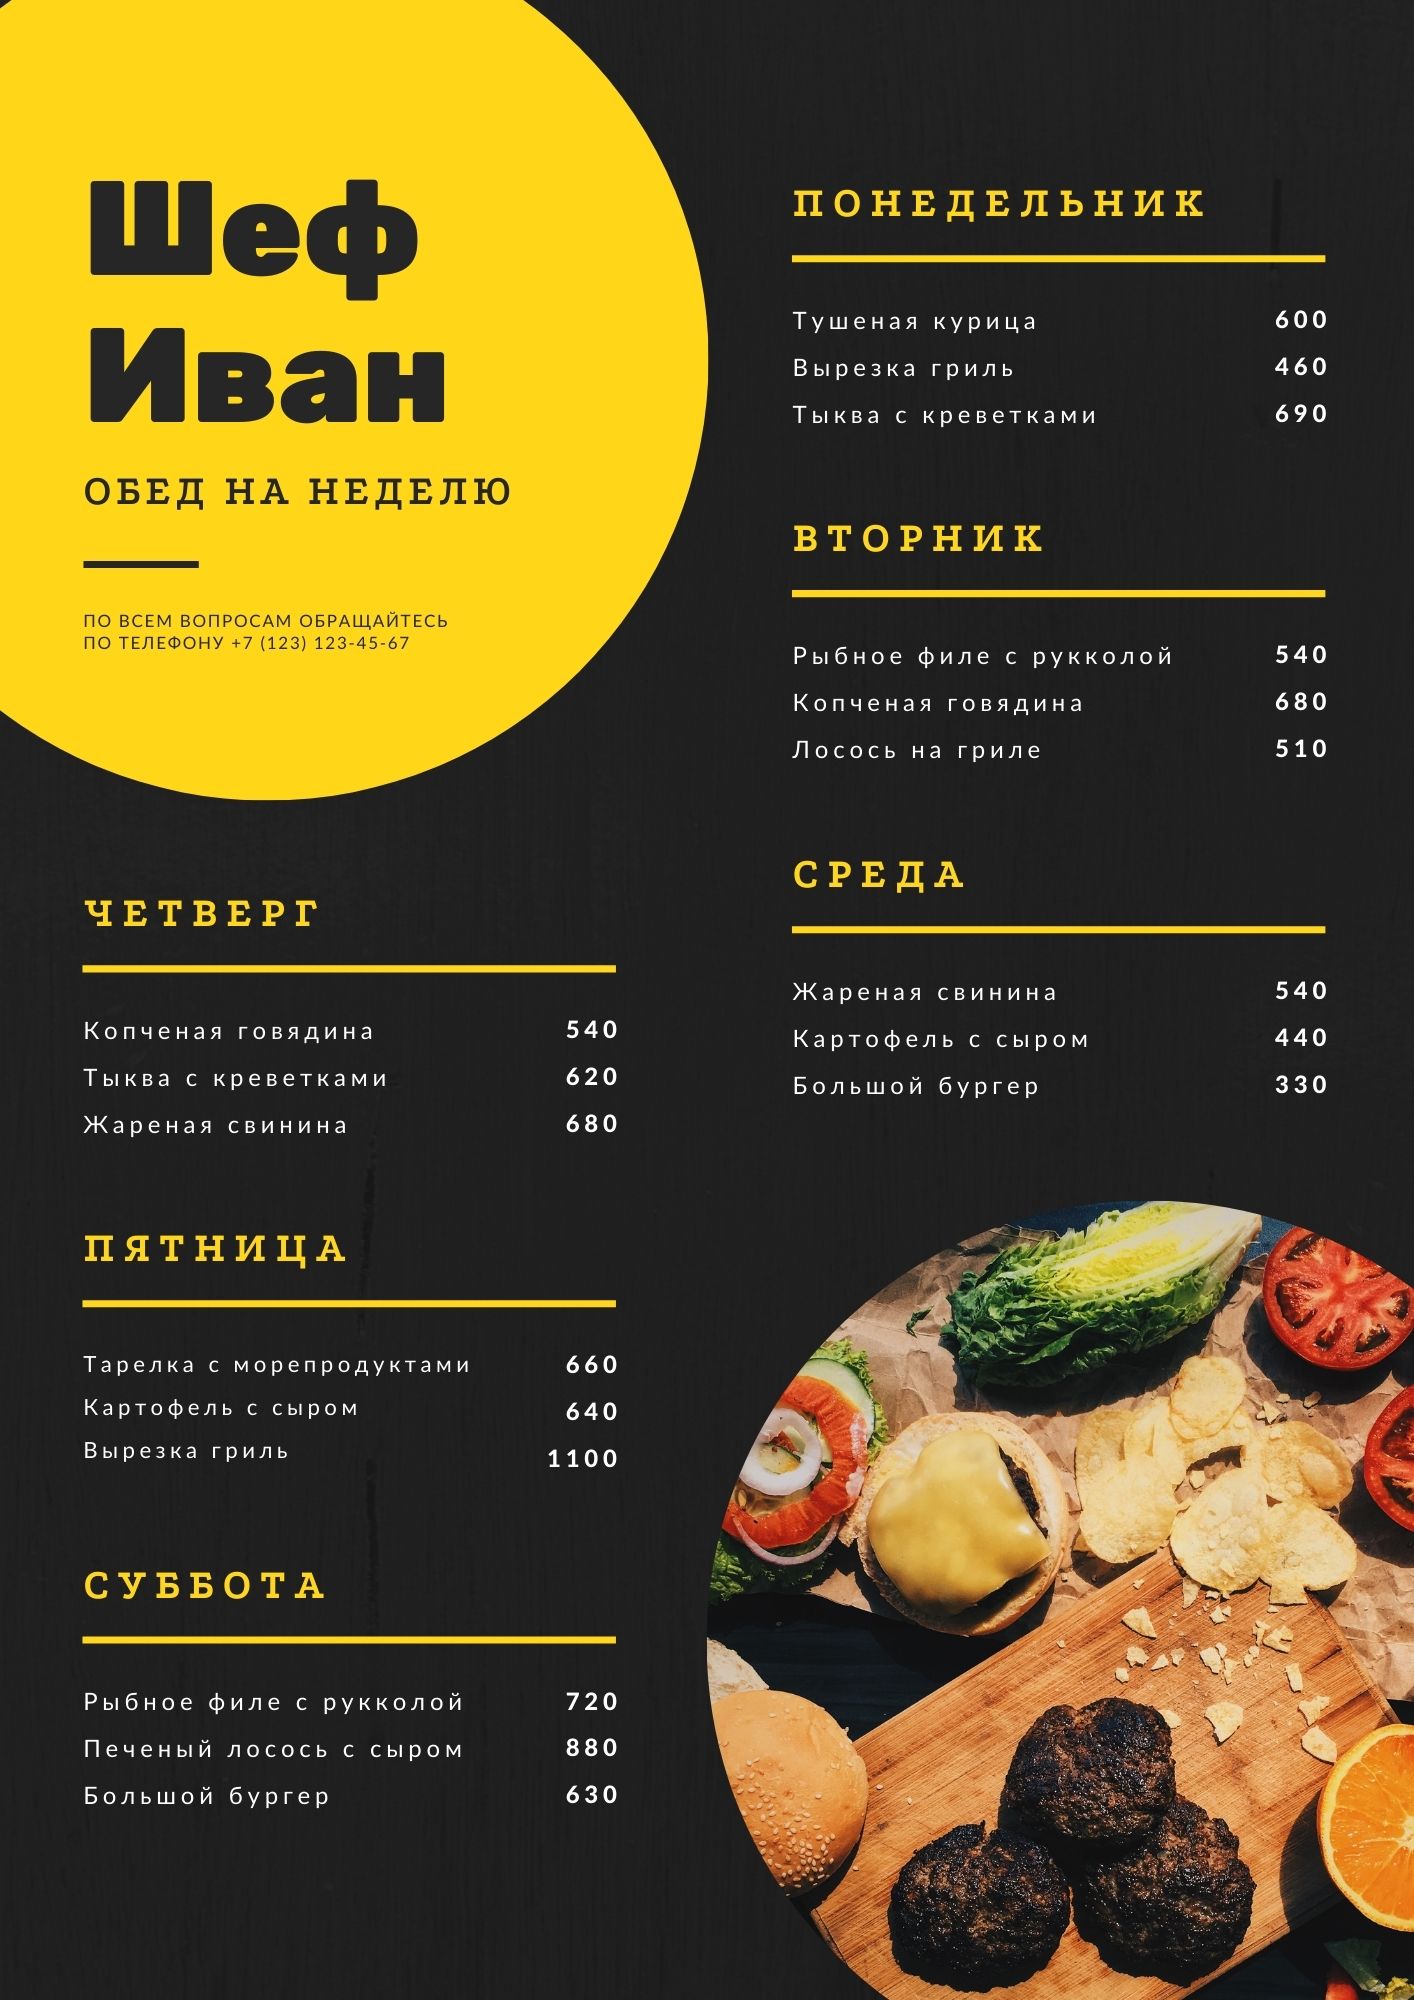 Шеф
Иван
ОБЕД НА НЕДЕЛЮ
ПО ВСЕМ ВОПРОСАМ ОБРАЩАЙТЕСЬ
ПО ТЕЛЕФОНУ +7 (123) 123-45-67
ПОНЕДЕЛЬНИК
Тушеная курица 600
Вырезка гриль 460
Тыква с креветками 690
ВТОРНИК
Рыбное филе с рукколой 540
Копченая говядина 680
Лосось на гриле 510
СРЕДА
Жареная свинина 540
Картофель с сыром 440
Большой бургер 330
ЧЕТВЕРГ
Копченая говядина 540
Тыква с креветками 620
Жареная свинина 680
ПЯТНИЦА
Тарелка с морепродуктами 660
Картофель с сыром 640
Вырезка гриль 1100
СУББОТА
Рыбное филе с рукколой 720
Печеный лосось с сыром 880
Большой бургер 630